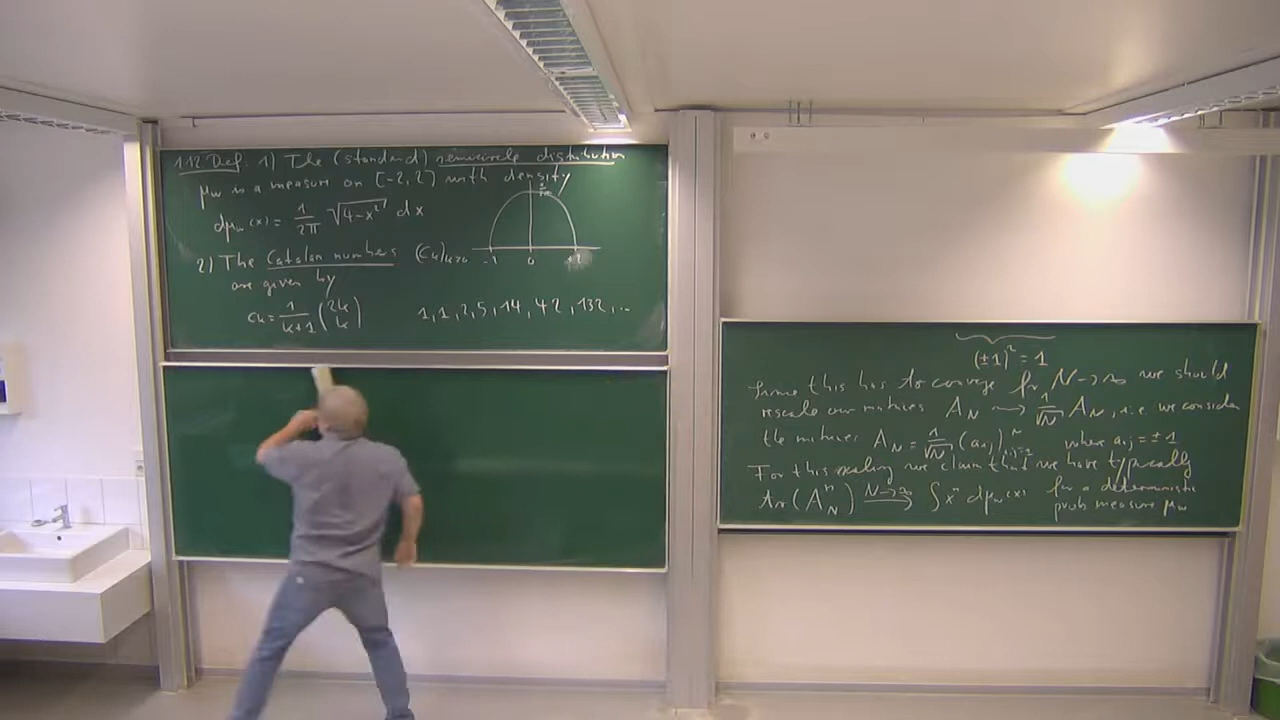 1.12 Def. 1) The (standard) semicircle distribution
μ_W is a measure on [-2,2] with density
dμ_W(x) = 1/2π √(4-x²) dx
-2 0 +2
2) The Catalan numbers (C_k)_{k≥0}
are given by
C_k = 1/(k+1) (2k k) 1, 1, 2, 5, 14, 42, 132, ...
(±1)² = 1
Since this has to converge for N→∞ we should
rescale our matrices A_N → 1/√N A_N, i.e. we consider
the matrices A_N = 1/√N (a_ij)_{i,j=1}^N where a_ij = ±1
For this scaling we claim that we have typically
tr(A_N^n) N→∞ → ∫ x^n dμ_W(x) for a deterministic
prob. measure μ_W